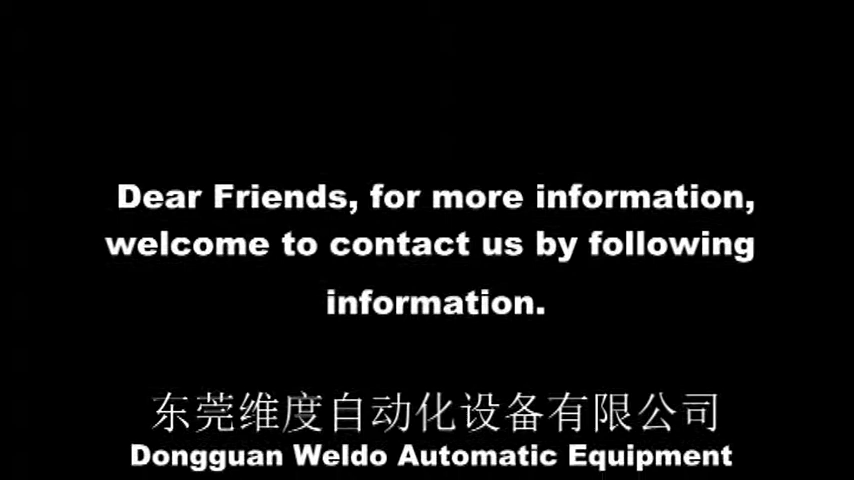 Dear Friends, for more information,
welcome to contact us by following
information.
东莞维度自动化设备有限公司
Dongguan Weldo Automatic Equipment